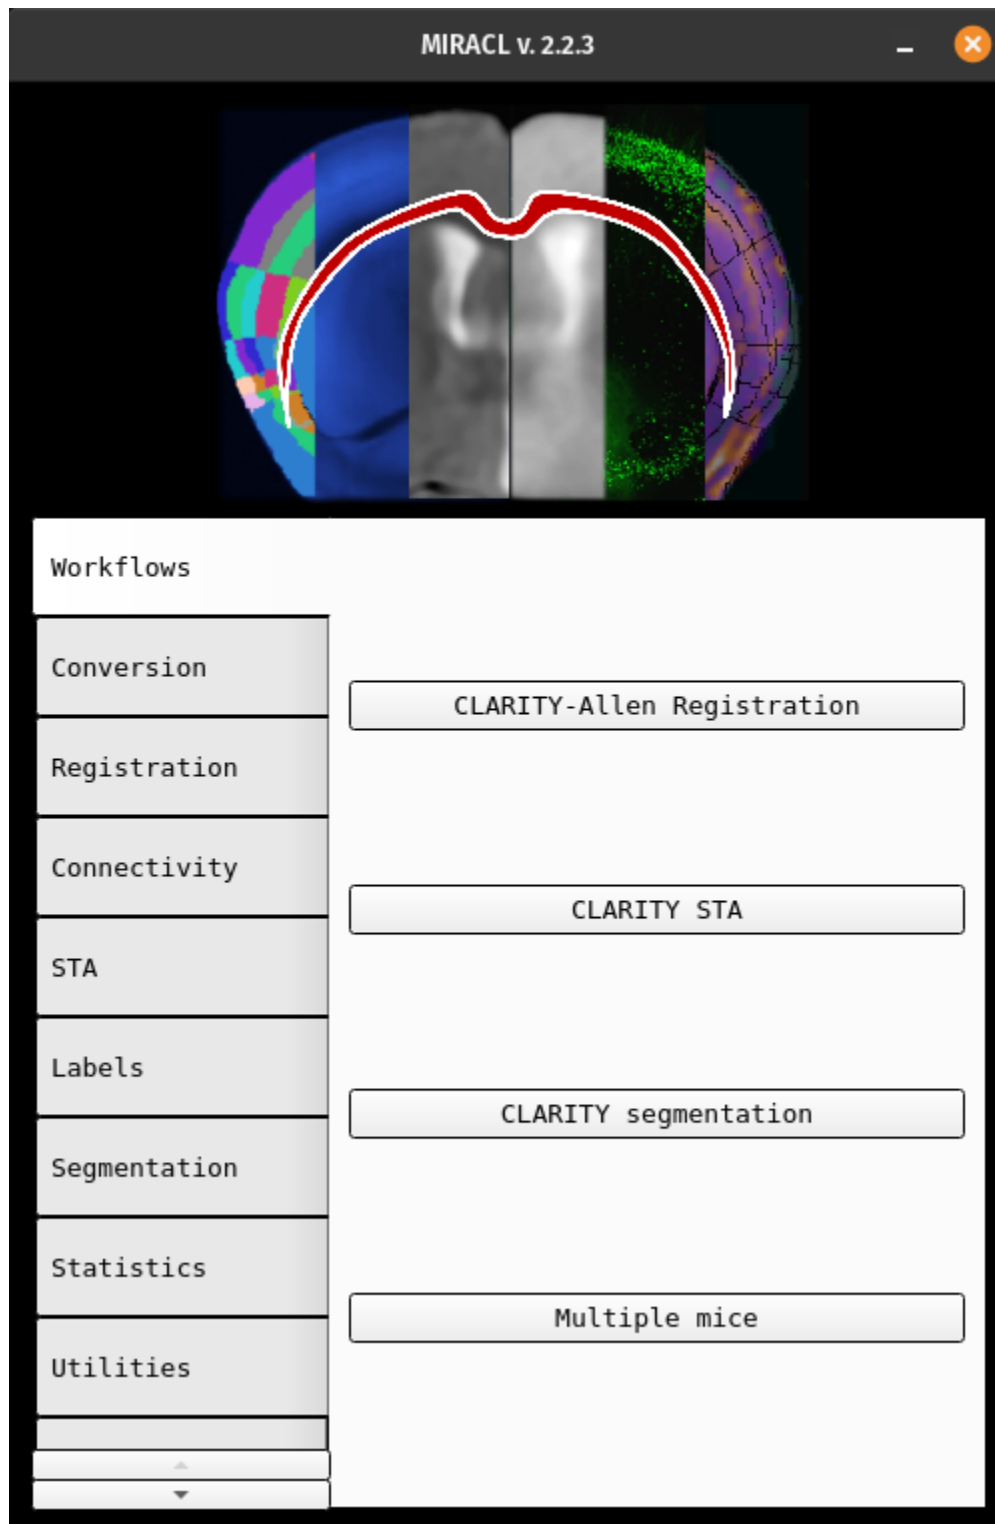 MIRACL v. 2.2.3
Workflows
Conversion
Registration
Connectivity
STA
Labels
Segmentation
Statistics
Utilities
CLARITY-Allen Registration
CLARITY STA
CLARITY segmentation
Multiple mice